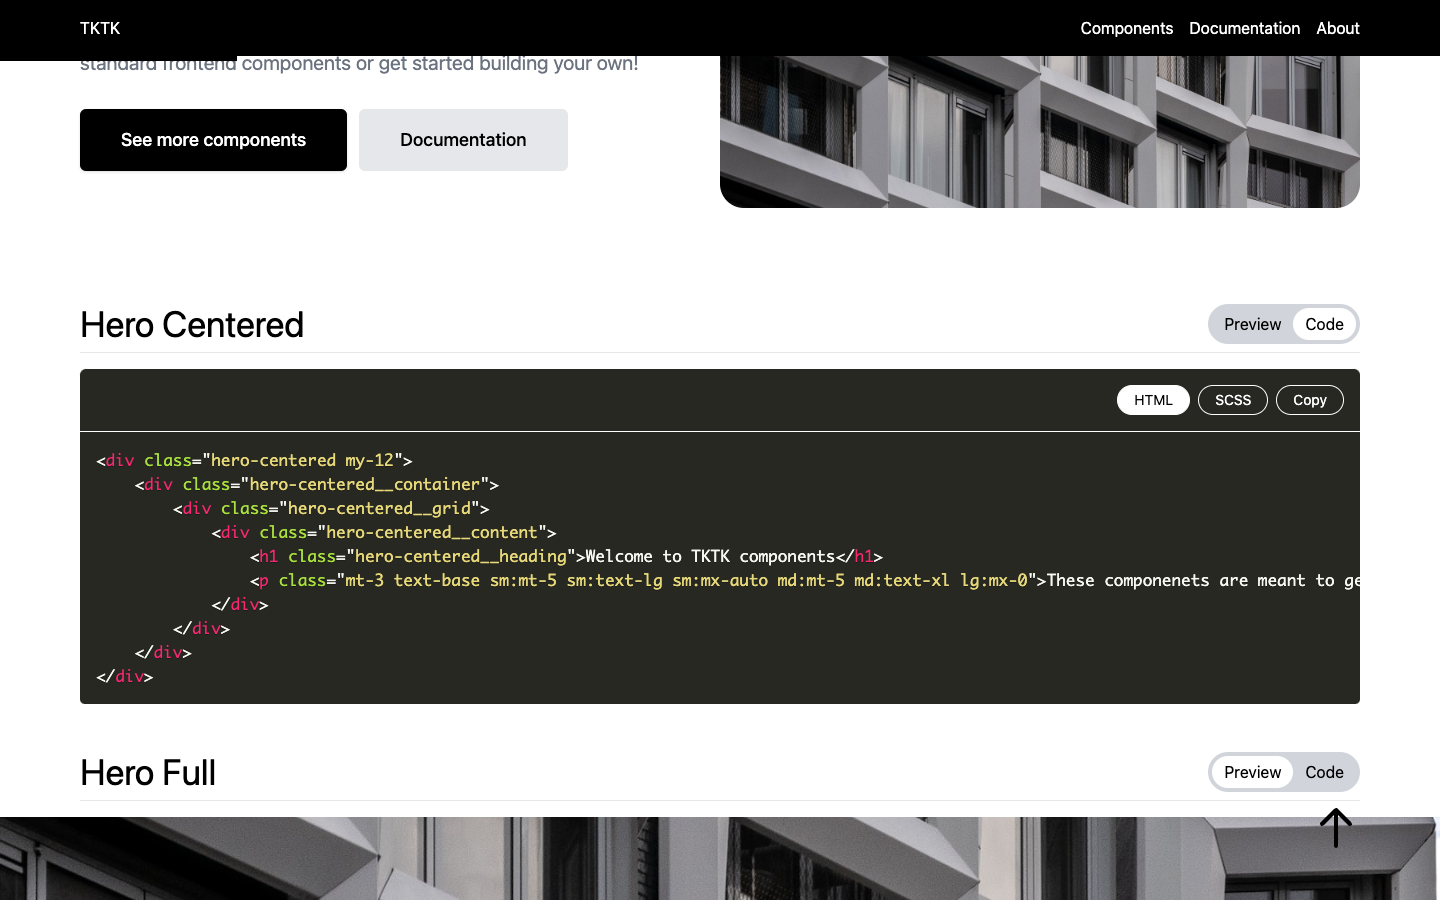 TKTK
Components Documentation About
standard frontend components or get started building your own!
See more components Documentation
Hero Centered
Preview Code
HTML SCSS Copy
<div class="hero-centered my-12">
<div class="hero-centered__container">
<div class="hero-centered__grid">
<div class="hero-centered__content">
<h1 class="hero-centered__heading">Welcome to TKTK components</h1>
<p class="mt-3 text-base sm:mt-5 sm:text-lg sm:mx-auto md:mt-5 md:text-xl lg:mx-0">These componenets are meant to ge
</div>
</div>
</div>
</div>
Hero Full
Preview Code